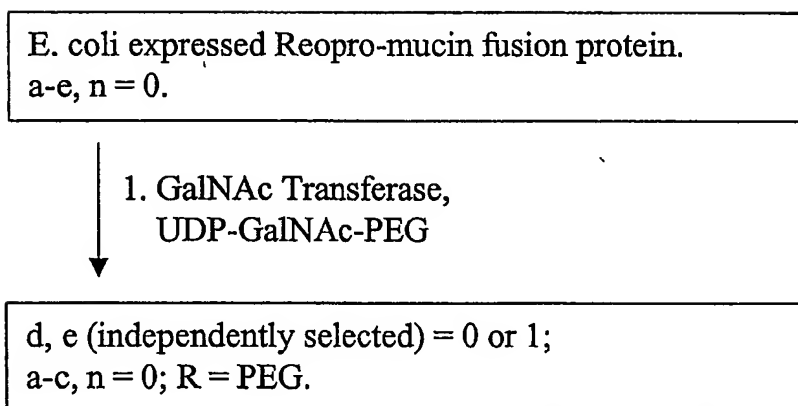 E. coli expressed Reopro-mucin fusion protein.
a-e, n = 0.
1. GalNAc Transferase,
UDP-GalNAc-PEG
d, e (independently selected) = 0 or 1;
a-c, n = 0; R = PEG.